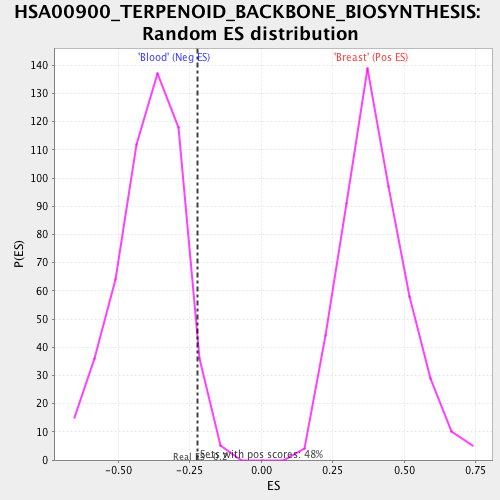 HSA00900_TERPENOID_BACKBONE_BIOSYNTHESIS:
Random ES distribution
'Blood' (Neg ES)
'Breast' (Pos ES)
140
130
120
110
100
90
80
70
60
50
40
30
20
10
0
P(ES)
Sets with pos scores: 48%
Real ES -0.2
-0.50
-0.25
0.00
0.25
0.50
0.75
ES